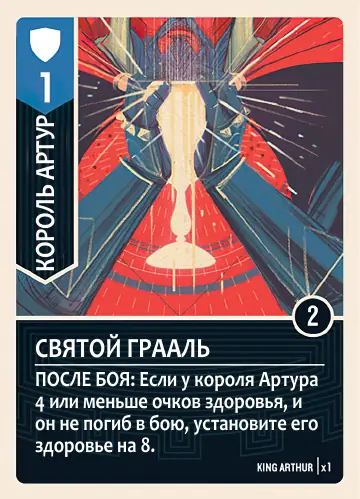 1
КОРОЛЬ АРТУР
2
СВЯТОЙ ГРААЛЬ
ПОСЛЕ БОЯ: Если у короля Артура
4 или меньше очков здоровья, и
он не погиб в бою, установите его
здоровье на 8.
KING ARTHUR | x1